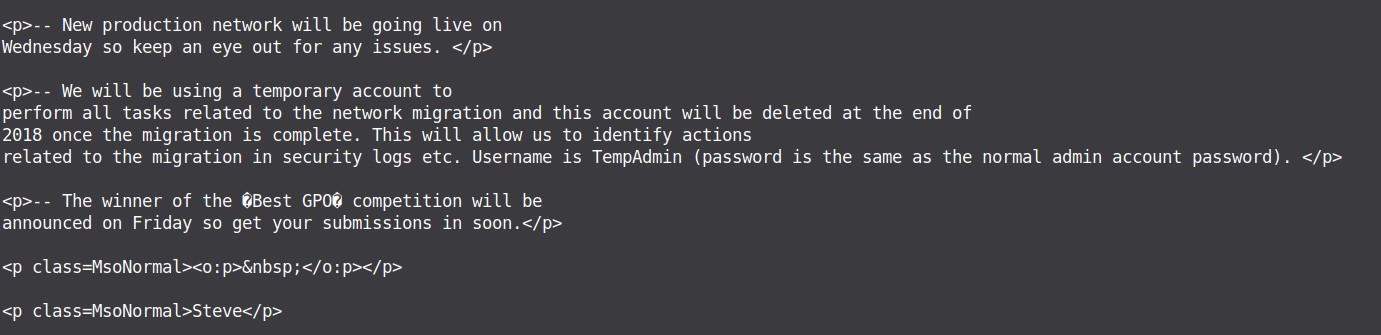 <p>-- New production network will be going live on
Wednesday so keep an eye out for any issues. </p>
<p>-- We will be using a temporary account to
perform all tasks related to the network migration and this account will be deleted at the end of
2018 once the migration is complete. This will allow us to identify actions
related to the migration in security logs etc. Username is TempAdmin (password is the same as the normal admin account password). </p>
<p>-- The winner of the �Best GPO� competition will be
announced on Friday so get your submissions in soon.</p>
<p class=MsoNormal><o:p>&nbsp;</o:p></p>
<p class=MsoNormal>Steve</p>